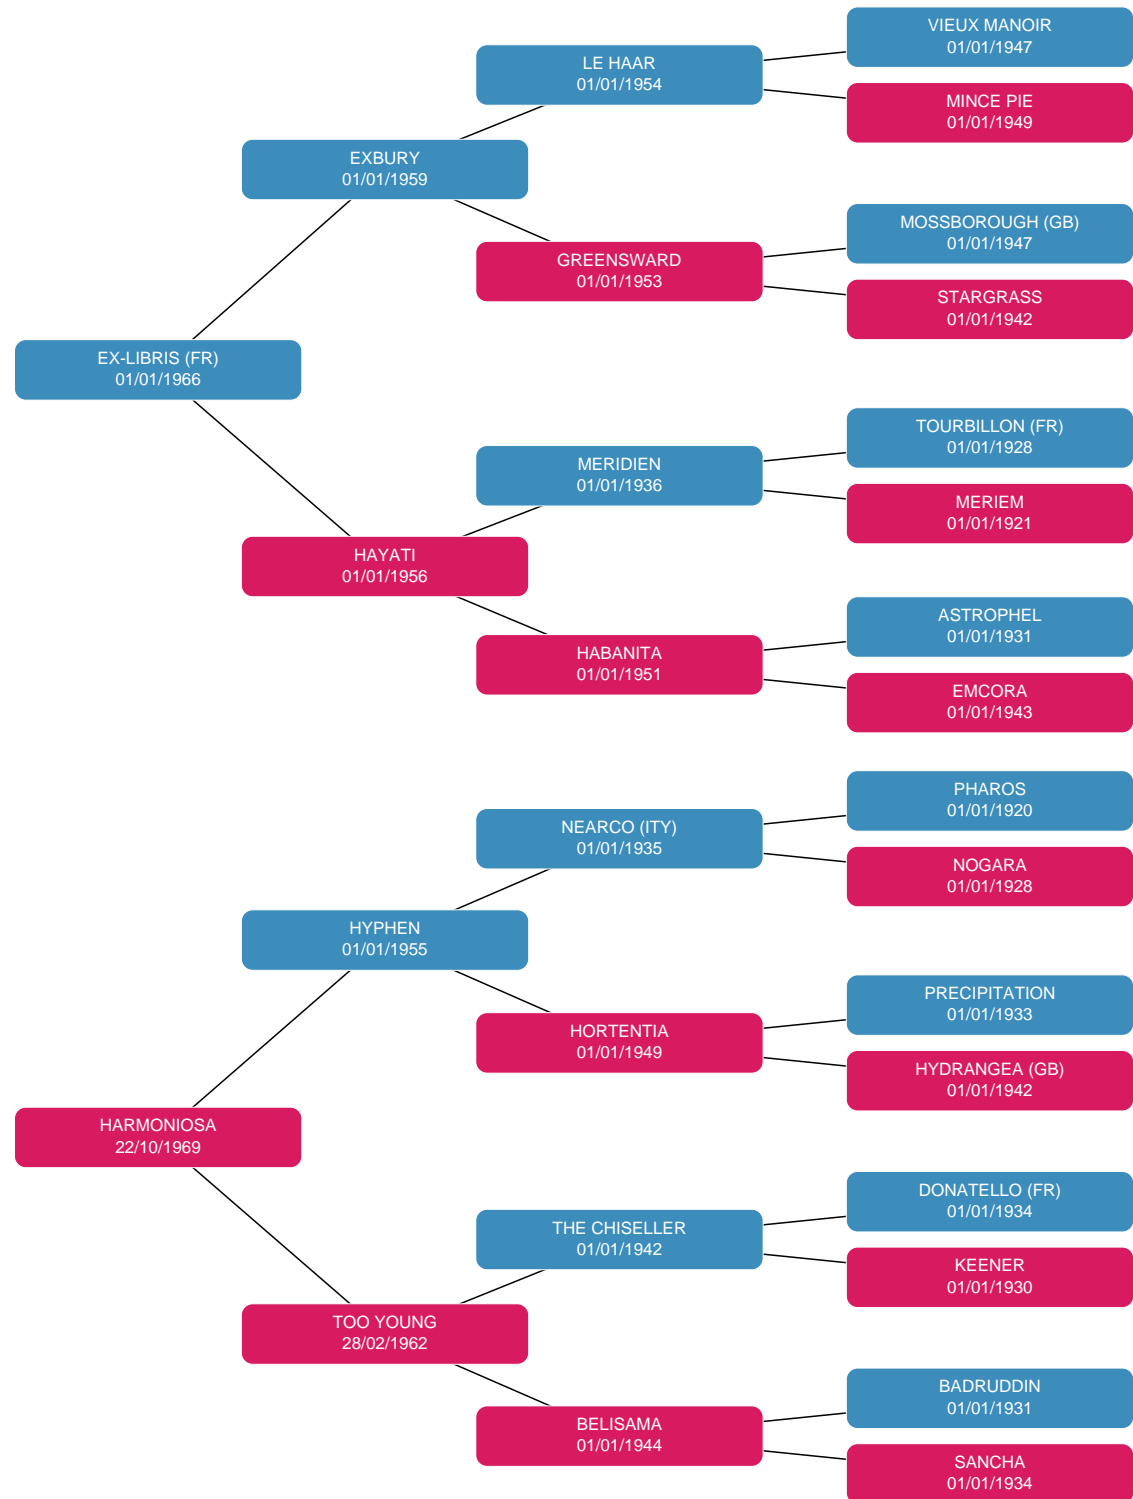 VIEUX MANOIR
01/01/1947
LE HAAR
01/01/1954
MINCE PIE
01/01/1949
EXBURY
01/01/1959
MOSSBOROUGH (GB)
01/01/1947
GREENSWARD
01/01/1953
STARGRASS
01/01/1942
EX-LIBRIS (FR)
01/01/1966
TOURBILLON (FR)
01/01/1928
MERIDIEN
01/01/1936
MERIEM
01/01/1921
HAYATI
01/01/1956
ASTROPHEL
01/01/1931
HABANITA
01/01/1951
EMCORA
01/01/1943
PHAROS
01/01/1920
NEARCO (ITY)
01/01/1935
NOGARA
01/01/1928
HYPHEN
01/01/1955
PRECIPITATION
01/01/1933
HORTENTIA
01/01/1949
HYDRANGEA (GB)
01/01/1942
HARMONIOSA
22/10/1969
DONATELLO (FR)
01/01/1934
THE CHISELLER
01/01/1942
KEENER
01/01/1930
TOO YOUNG
28/02/1962
BADRUDDIN
01/01/1931
BELISAMA
01/01/1944
SANCHA
01/01/1934